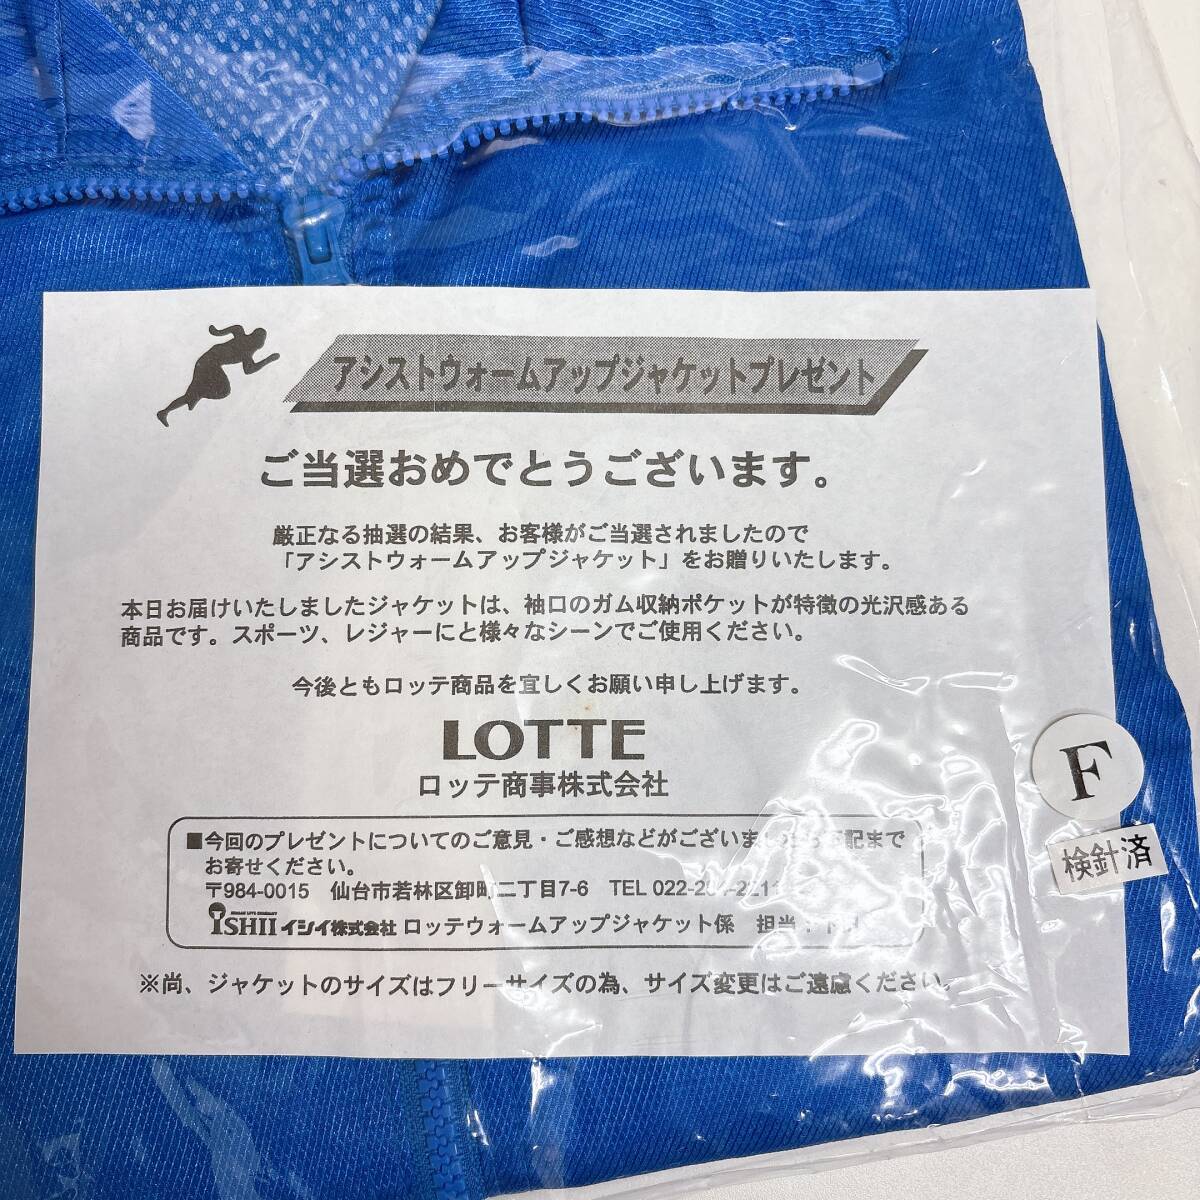 アシストウォームアップジャケットプレゼント
ご当選おめでとうございます。
厳正なる抽選の結果、お客様がご当選されましたので
「アシストウォームアップジャケット」をお贈りいたします。
本日お届けいたしましたジャケットは、袖口のガム収納ポケットが特徴の光沢感ある
商品です。スポーツ、レジャーにと様々なシーンでご使用ください。
今後ともロッテ商品を宜しくお願い申し上げます。
LOTTE
ロッテ商事株式会社
F
検針済
■今回のプレゼントについてのご意見・ご感想などがございましたら下記まで
お寄せください。
〒984-0015 仙台市若林区卸町二丁目7-6 TEL 022-
ISHII イシイ株式会社 ロッテウォームアップジャケット係 担当：
※尚、ジャケットのサイズはフリーサイズの為、サイズ変更はご遠慮ください。